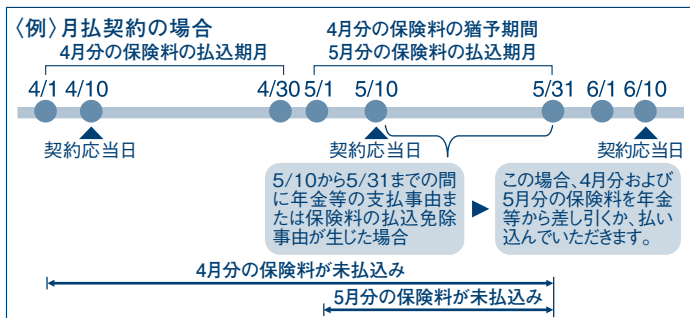 〈例〉月払契約の場合
4月分の保険料の払込期月
4月分の保険料の猶予期間
5月分の保険料の払込期月
4/1 4/10 4/30 5/1 5/10 5/31 6/1 6/10
契約応当日 契約応当日 契約応当日
5/10から5/31までの間
に年金等の支払事由ま
たは保険料の払込免除
事由が生じた場合
この場合、4月分および
5月分の保険料を年金
等から差し引くか、払い
込んでいただきます。
4月分の保険料が未払込み
5月分の保険料が未払込み